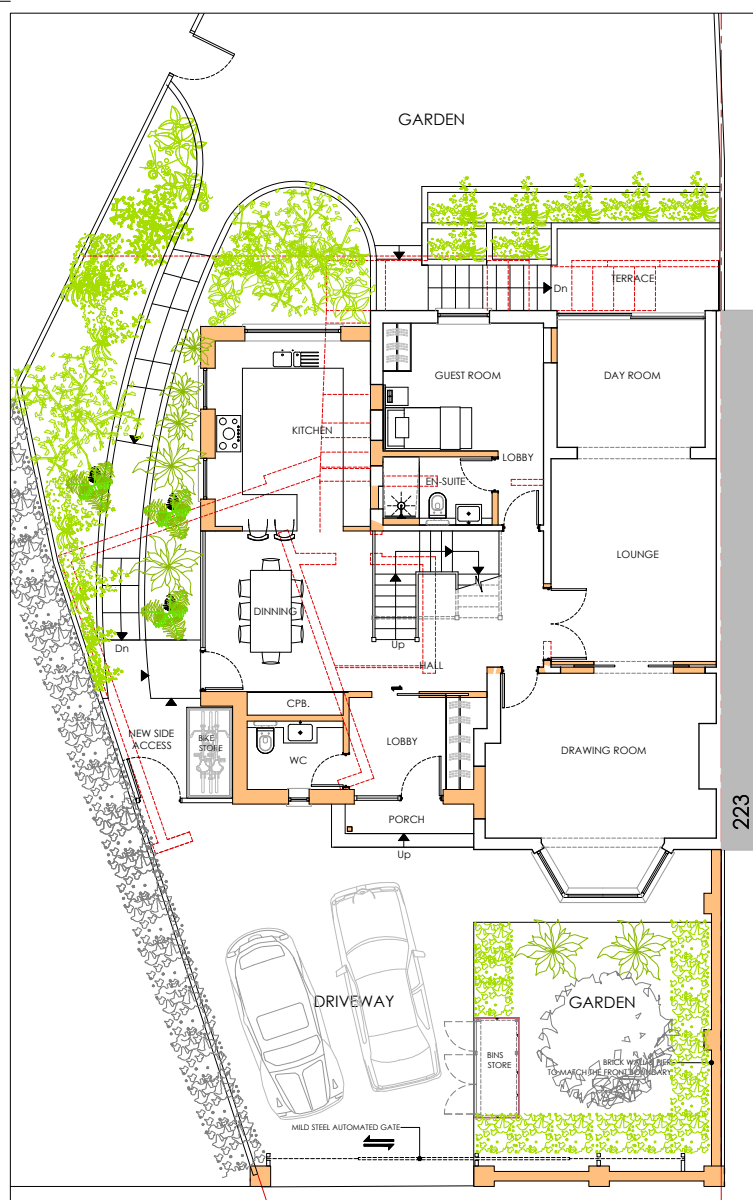 GARDEN
TERRACE
Dn
GUEST ROOM
DAY ROOM
KITCHEN
LOBBY
EN-SUITE
LOUNGE
DINNING
Up
Dn
HALL
CPB.
NEW SIDE
ACCESS
BIKE
STORE
LOBBY
WC
DRAWING ROOM
PORCH
Up
223
DRIVEWAY
GARDEN
BINS
STORE
BRICK WALL & PIER
TO MATCH THE FRONT BOUNDARY
MILD STEEL AUTOMATED GATE